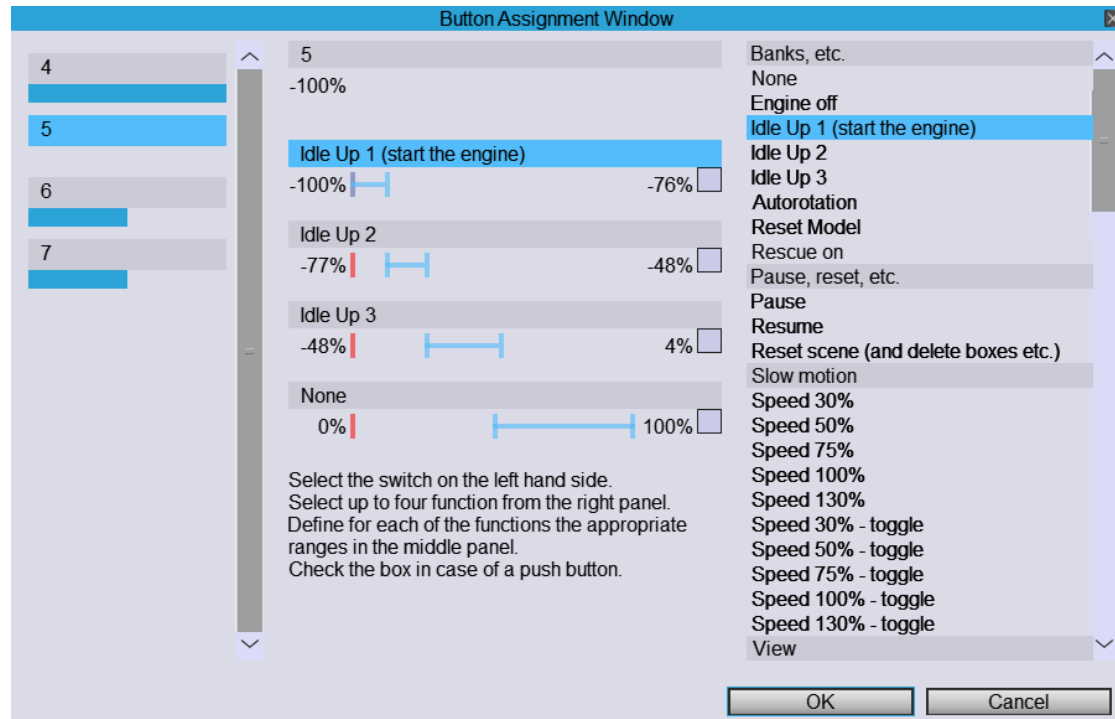 Button Assignment Window
4
5
6
7
5
-100%
Idle Up 1 (start the engine)
-100% -76%
Idle Up 2
-77% -48%
Idle Up 3
-48% 4%
None
0% 100%
Select the switch on the left hand side.
Select up to four function from the right panel.
Define for each of the functions the appropriate
ranges in the middle panel.
Check the box in case of a push button.
Banks, etc.
None
Engine off
Idle Up 1 (start the engine)
Idle Up 2
Idle Up 3
Autorotation
Reset Model
Rescue on
Pause, reset, etc.
Pause
Resume
Reset scene (and delete boxes etc.)
Slow motion
Speed 30%
Speed 50%
Speed 75%
Speed 100%
Speed 130%
Speed 30% - toggle
Speed 50% - toggle
Speed 75% - toggle
Speed 100% - toggle
Speed 130% - toggle
View
OK Cancel